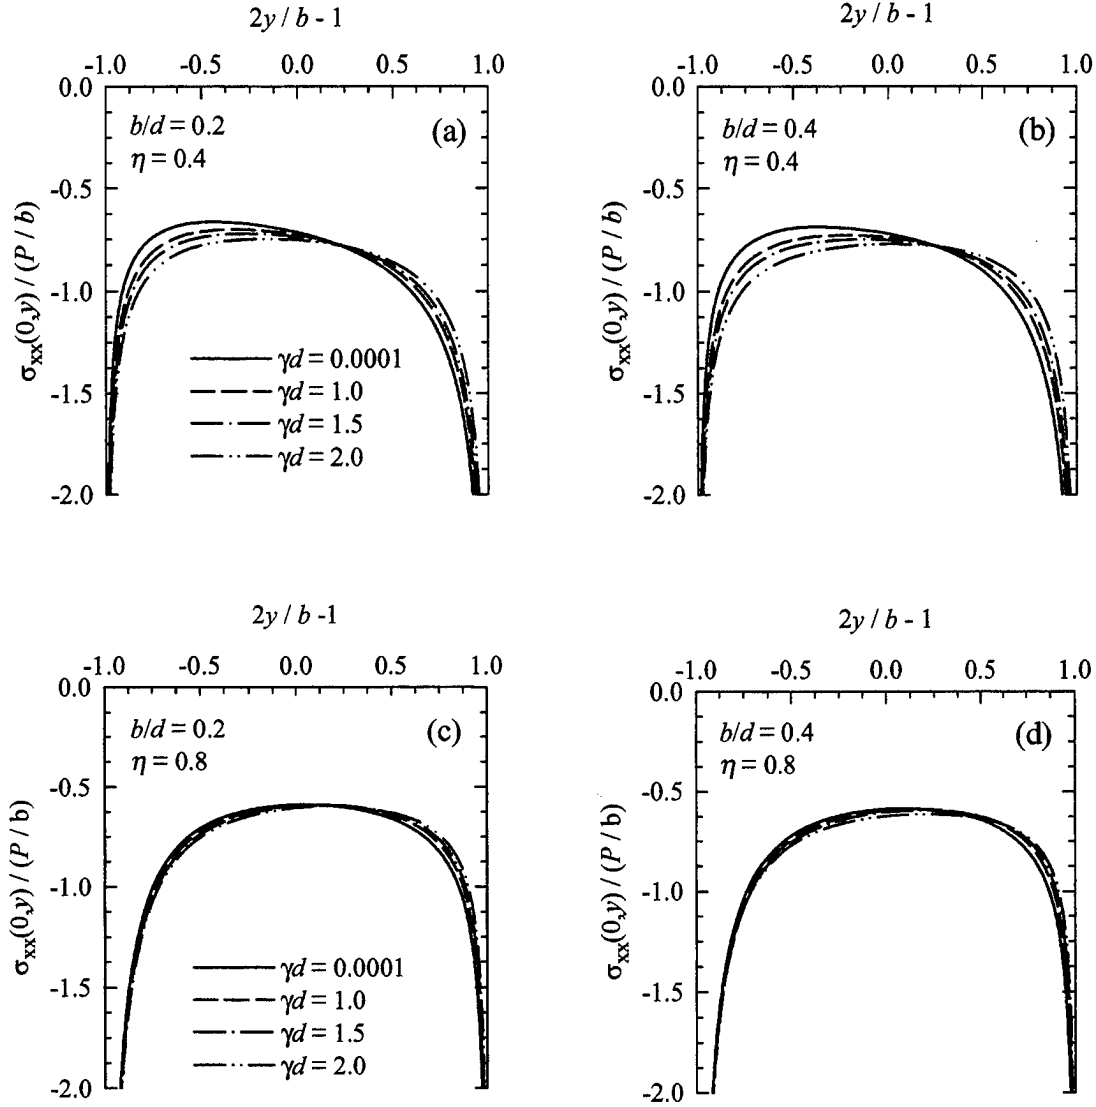 2y / b - 1
-1.0 -0.5 0.0 0.5 1.0
0.0
-0.5
-1.0
-1.5
-2.0
σxx(0,y) / (P / b)
b/d = 0.2
η = 0.4
(a)
γd = 0.0001
γd = 1.0
γd = 1.5
γd = 2.0
2y / b - 1
-1.0 -0.5 0.0 0.5 1.0
0.0
-0.5
-1.0
-1.5
-2.0
σxx(0,y) / (P / b)
b/d = 0.4
η = 0.4
(b)
2y / b -1
-1.0 -0.5 0.0 0.5 1.0
0.0
-0.5
-1.0
-1.5
-2.0
σxx(0,y) / (P / b)
b/d = 0.2
η = 0.8
(c)
γd = 0.0001
γd = 1.0
γd = 1.5
γd = 2.0
2y / b - 1
-1.0 -0.5 0.0 0.5 1.0
0.0
-0.5
-1.0
-1.5
-2.0
σxx(0,y) / (P / b)
b/d = 0.4
η = 0.8
(d)